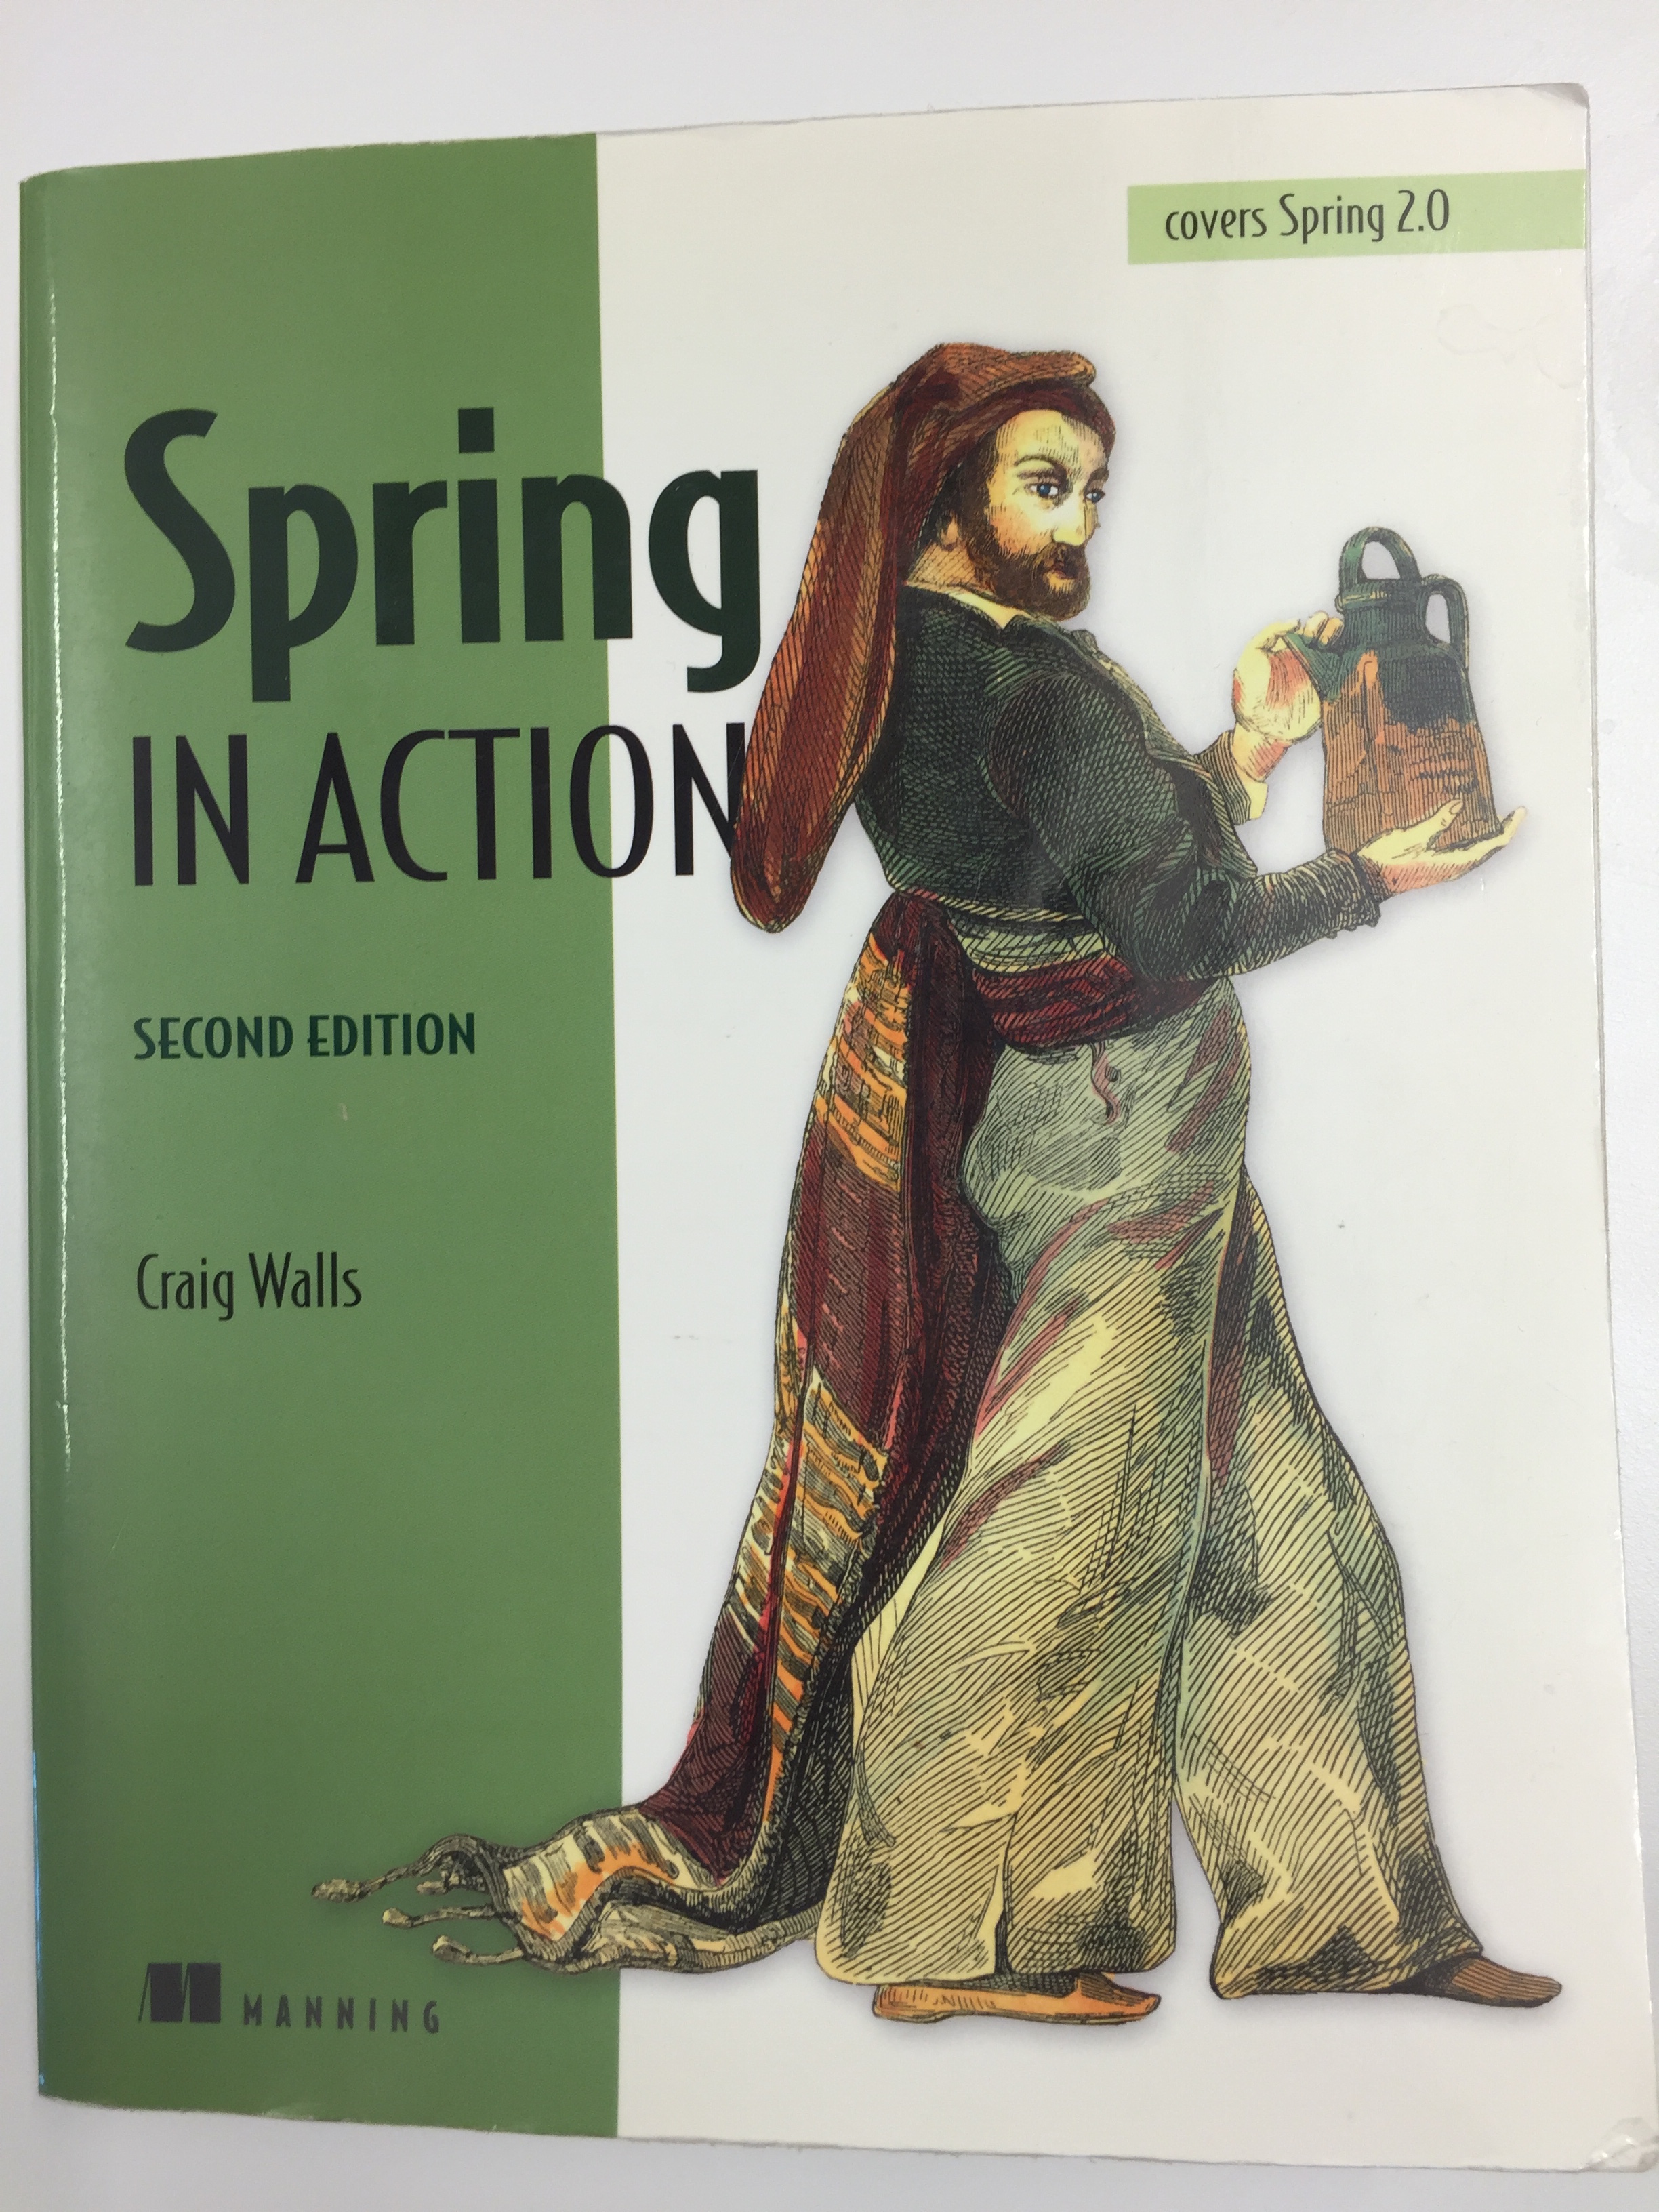 covers Spring 2.0
Spring
IN ACTION
SECOND EDITION
Craig Walls
MANNING